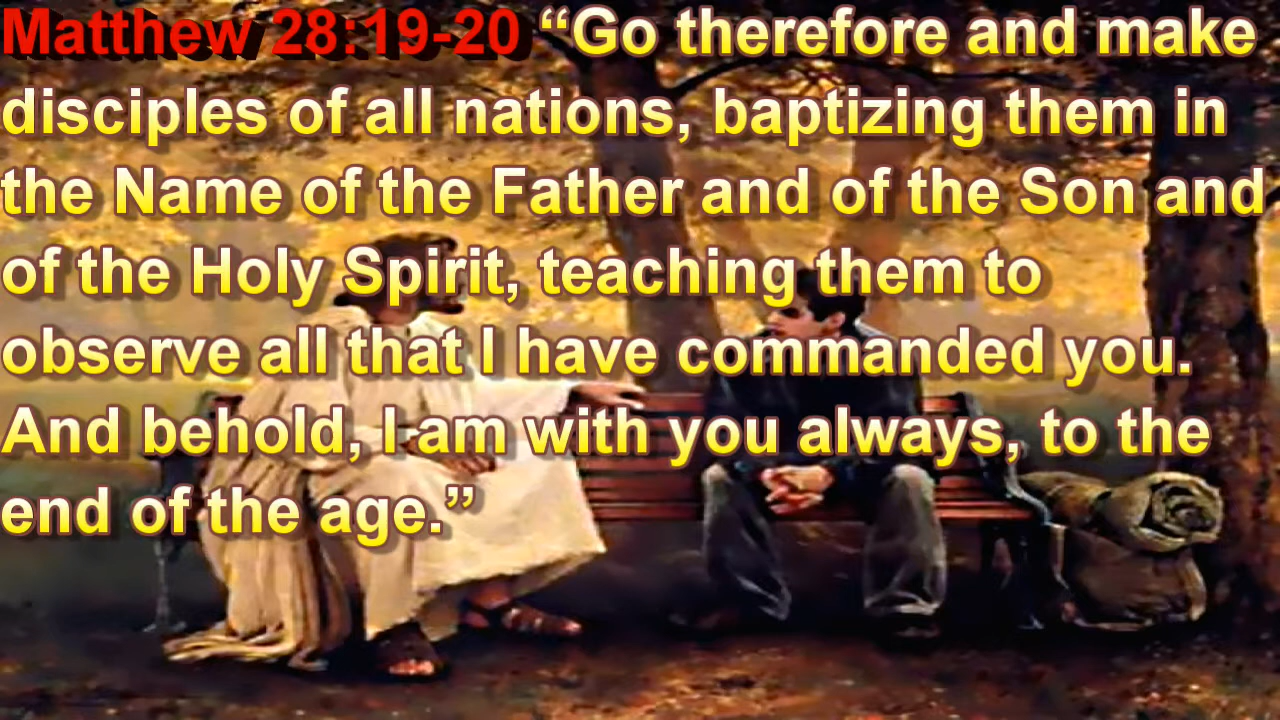 Matthew 28:19-20 “Go therefore and make
disciples of all nations, baptizing them in
the Name of the Father and of the Son and
of the Holy Spirit, teaching them to
observe all that I have commanded you.
And behold, I am with you always, to the
end of the age.”